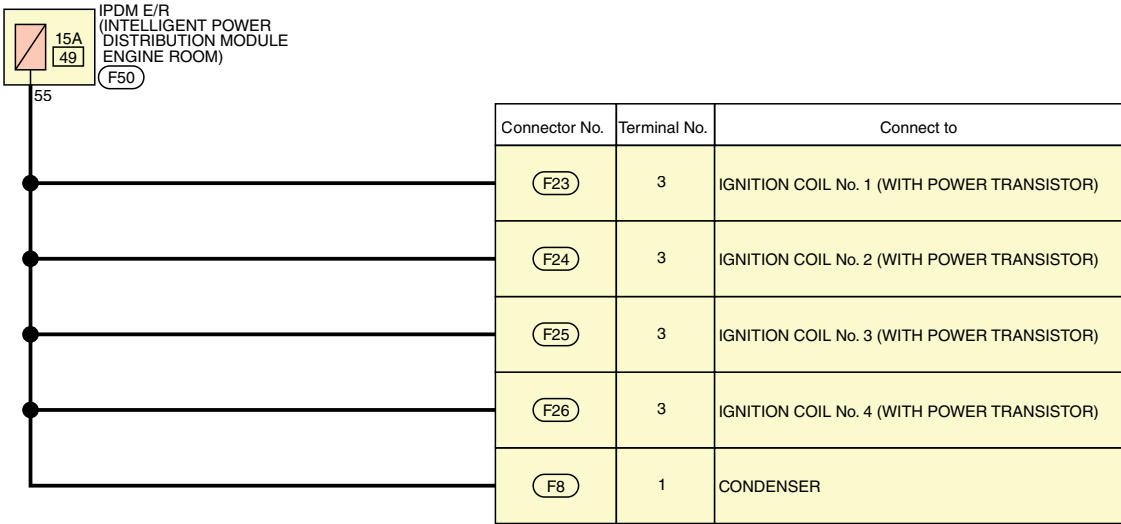 IPDM E/R
(INTELLIGENT POWER
DISTRIBUTION MODULE
ENGINE ROOM)
15A
49
F50
55
Connector No. Terminal No. Connect to
F23 3 IGNITION COIL No. 1 (WITH POWER TRANSISTOR)
F24 3 IGNITION COIL No. 2 (WITH POWER TRANSISTOR)
F25 3 IGNITION COIL No. 3 (WITH POWER TRANSISTOR)
F26 3 IGNITION COIL No. 4 (WITH POWER TRANSISTOR)
F8 1 CONDENSER